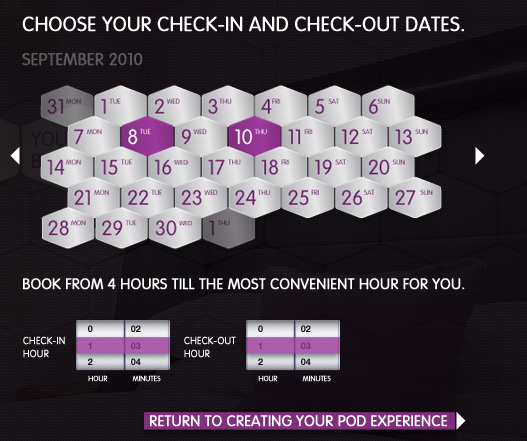 CHOOSE YOUR CHECK-IN AND CHECK-OUT DATES.
SEPTEMBER 2010
31 MON 1 TUE 2 WED 3 THU 4 FRI 5 SAT 6 SUN
7 MON 8 TUE 9 WED 10 THU 11 FRI 12 SAT 13 SUN
14 MON 15 TUE 16 WED 17 THU 18 FRI 19 SAT 20 SUN
21 MON 22 TUE 23 WED 24 THU 25 FRI 26 SAT 27 SUN
28 MON 29 TUE 30 WED 1 THU
BOOK FROM 4 HOURS TILL THE MOST CONVENIENT HOUR FOR YOU.
CHECK-IN
HOUR
0 02
1 03
2 04
HOUR MINUTES
CHECK-OUT
HOUR
0 02
1 03
2 04
HOUR MINUTES
RETURN TO CREATING YOUR POD EXPERIENCE